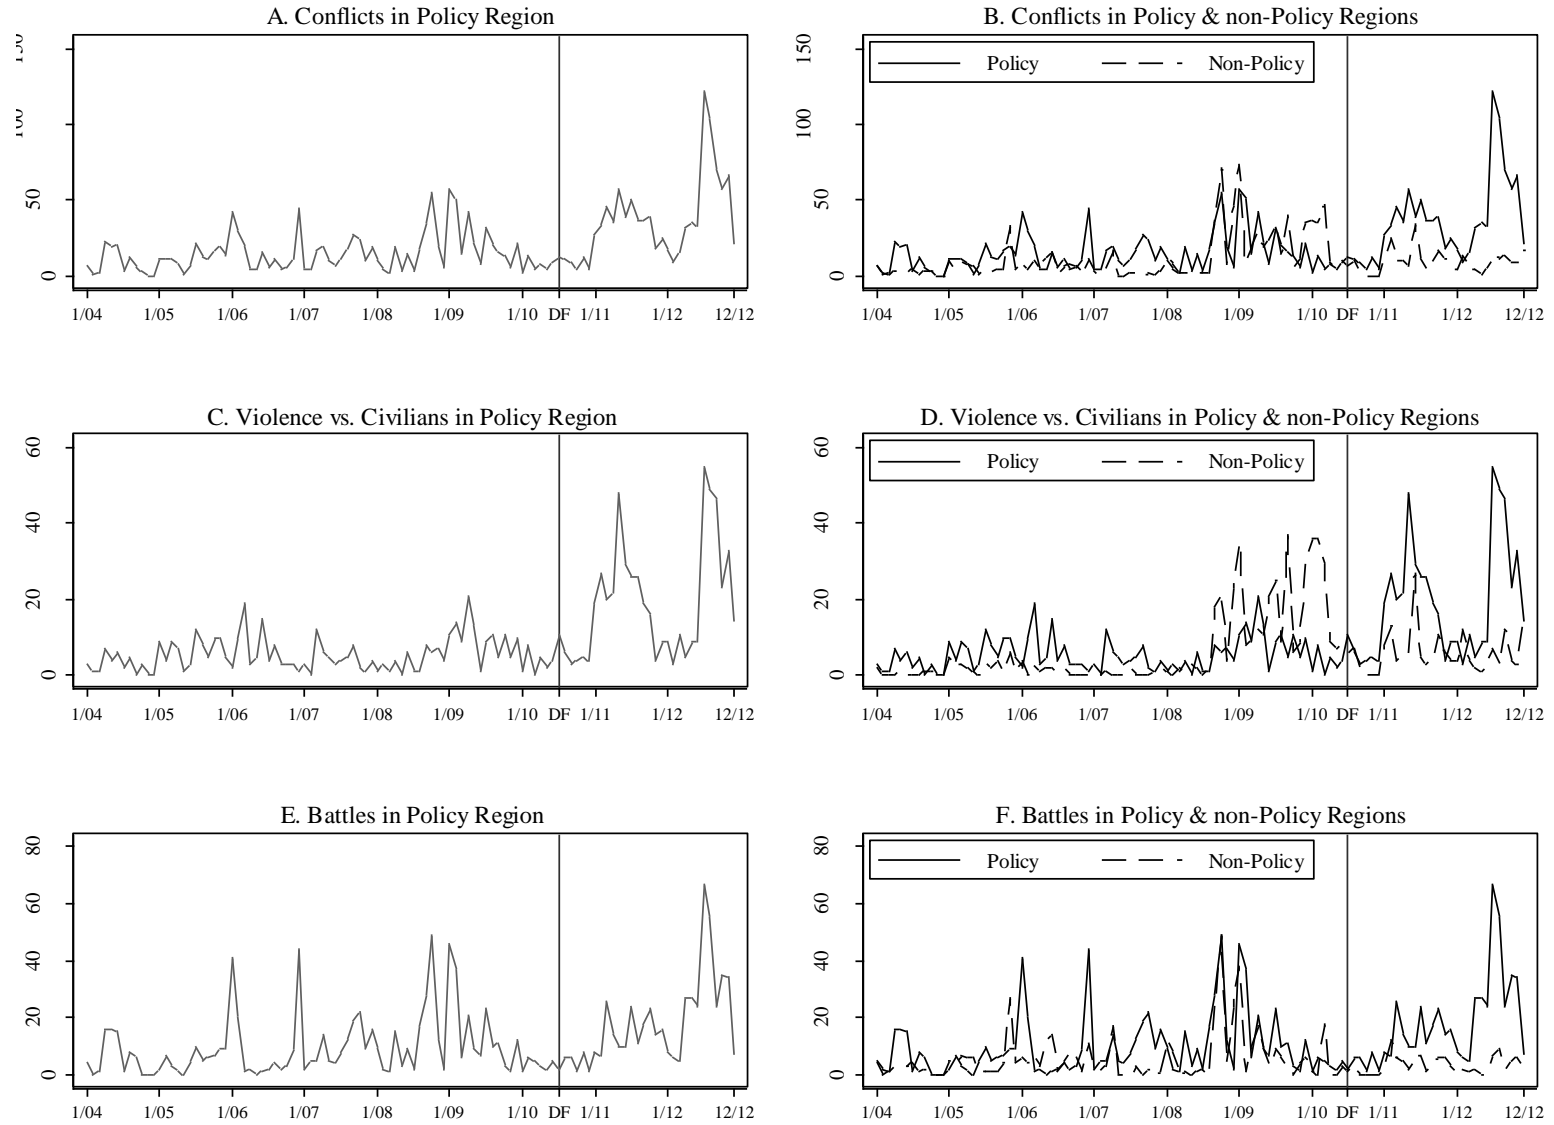 A. Conflicts in Policy Region
150
100
50
0
1/04 1/05 1/06 1/07 1/08 1/09 1/10 DF 1/11 1/12 12/12
B. Conflicts in Policy & non-Policy Regions
Policy Non-Policy
150
100
50
0
1/04 1/05 1/06 1/07 1/08 1/09 1/10 DF 1/11 1/12 12/12
C. Violence vs. Civilians in Policy Region
60
40
20
0
1/04 1/05 1/06 1/07 1/08 1/09 1/10 DF 1/11 1/12 12/12
D. Violence vs. Civilians in Policy & non-Policy Regions
Policy Non-Policy
60
40
20
0
1/04 1/05 1/06 1/07 1/08 1/09 1/10 DF 1/11 1/12 12/12
E. Battles in Policy Region
80
60
40
20
0
1/04 1/05 1/06 1/07 1/08 1/09 1/10 DF 1/11 1/12 12/12
F. Battles in Policy & non-Policy Regions
Policy Non-Policy
80
60
40
20
0
1/04 1/05 1/06 1/07 1/08 1/09 1/10 DF 1/11 1/12 12/12